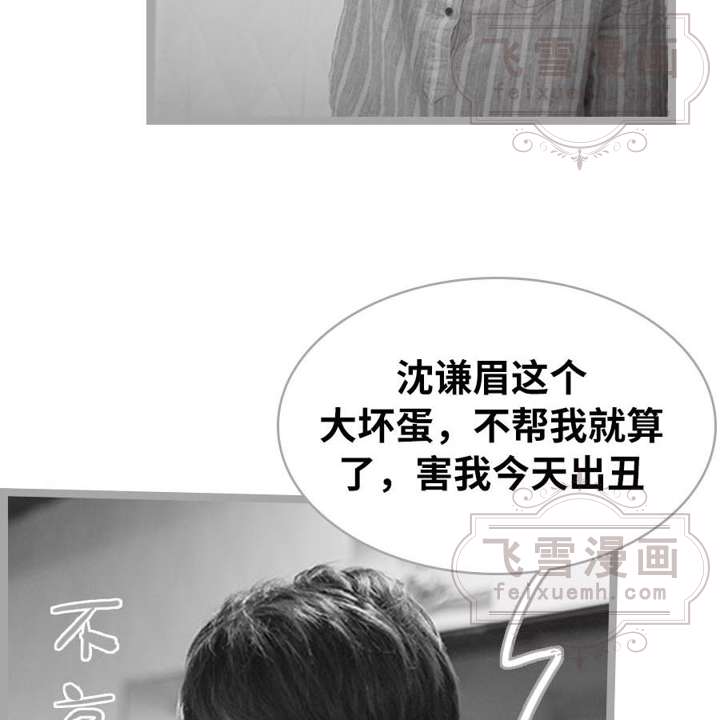 飞雪漫画
feixuemh.com
沈谦眉这个
大坏蛋，不帮我就算
了，害我今天出丑
飞雪漫画
feixuemh.com
不